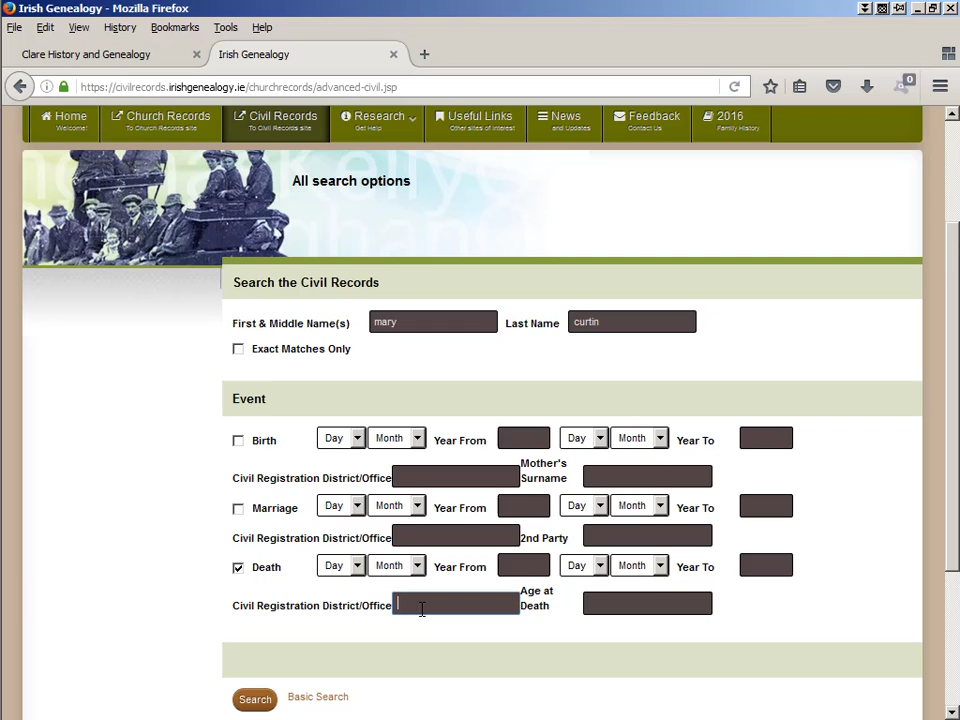 Irish Genealogy - Mozilla Firefox
File Edit View History Bookmarks Tools Help
Clare History and Genealogy Irish Genealogy
https://civilrecords.irishgenealogy.ie/churchrecords/advanced-civil.jsp 0
Home Church Records Civil Records Research Useful Links News Feedback 2016
Welcome! To Church Records site To Civil Records site Get Help Other sites of Interest! and Updates Contact Us Family History
All search options
Search the Civil Records
First & Middle Name(s) mary Last Name curtin
Exact Matches Only
Event
Birth Day Month Year From Day Month Year To
Civil Registration District/Office Mother's Surname
Marriage Day Month Year From Day Month Year To
Civil Registration District/Office 2nd Party
Death Day Month Year From Day Month Year To
Civil Registration District/Office Age at Death
Search Basic Search